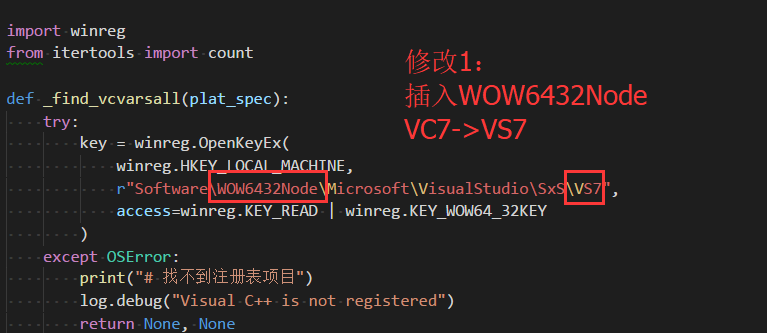 import winreg
from itertools import count
修改1：
插入WOW6432Node
VC7->VS7
def _find_vcvarsall(plat_spec):
    try:
        key = winreg.OpenKeyEx(
            winreg.HKEY_LOCAL_MACHINE,
            r"Software\WOW6432Node\Microsoft\VisualStudio\SxS\VS7",
            access=winreg.KEY_READ | winreg.KEY_WOW64_32KEY
        )
    except OSError:
        print("# 找不到注册表项目")
        log.debug("Visual C++ is not registered")
        return None, None